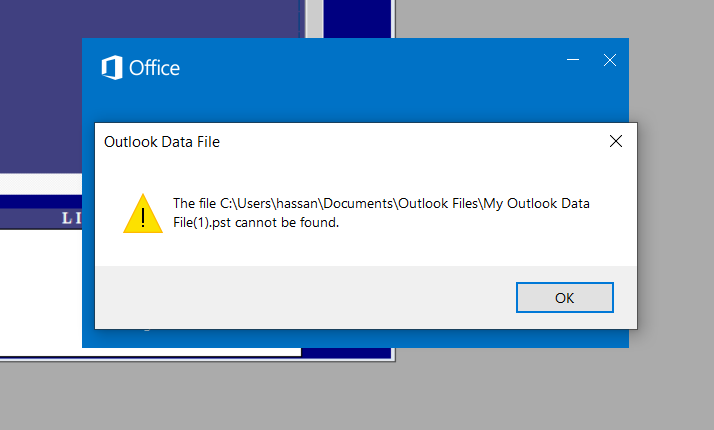 Office
Outlook Data File
The file C:\Users\hassan\Documents\Outlook Files\My Outlook Data
File(1).pst cannot be found.
LI
OK